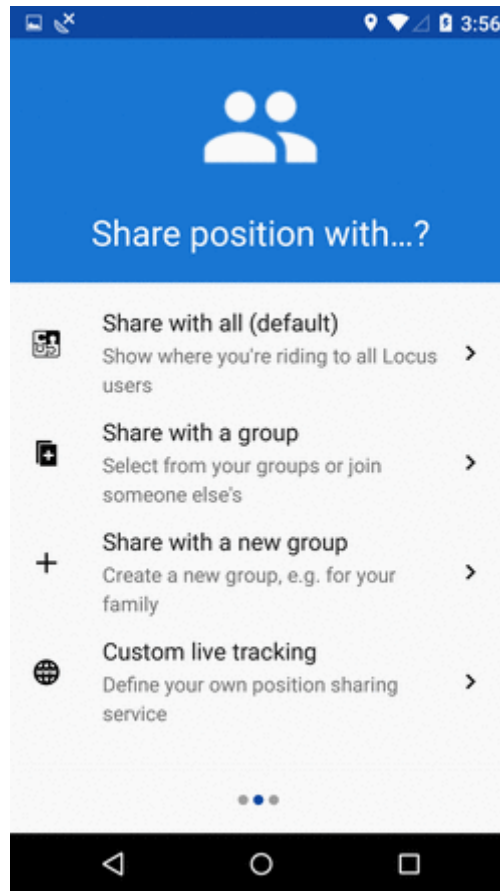 3:56
Share position with...?
Share with all (default)
Show where you're riding to all Locus
users
Share with a group
Select from your groups or join
someone else's
Share with a new group
Create a new group, e.g. for your
family
Custom live tracking
Define your own position sharing
service